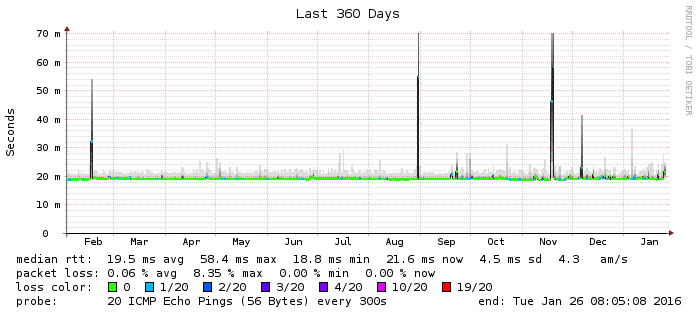 Last 360 Days
RRDTOOL / TOBI OETIKER
Seconds
70 m
60 m
50 m
40 m
30 m
20 m
10 m
0
Feb Mar Apr May Jun Jul Aug Sep Oct Nov Dec Jan
median rtt: 19.5 ms avg 58.4 ms max 18.8 ms min 21.6 ms now 4.5 ms sd 4.3 am/s
packet loss: 0.06 % avg 8.35 % max 0.00 % min 0.00 % now
loss color: 0 1/20 2/20 3/20 4/20 10/20 19/20
probe: 20 ICMP Echo Pings (56 Bytes) every 300s end: Tue Jan 26 08:05:08 2016